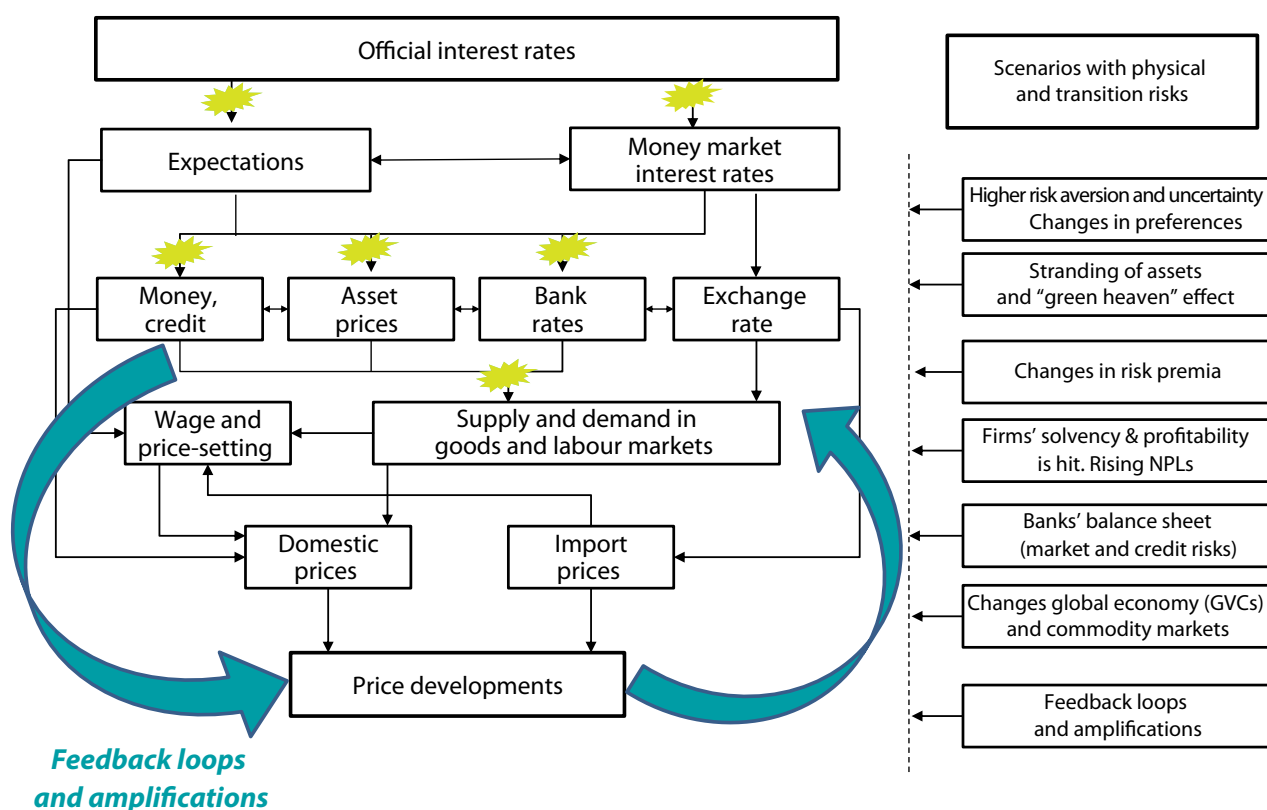 Official interest rates
Scenarios with physical
and transition risks
Expectations
Money market
interest rates
Higher risk aversion and uncertainty
Changes in preferences
Money,
credit
Asset
prices
Bank
rates
Exchange
rate
Stranding of assets
and “green heaven” effect
Changes in risk premia
Wage and
price-setting
Supply and demand in
goods and labour markets
Firms’ solvency & profitability
is hit. Rising NPLs
Domestic
prices
Import
prices
Banks’ balance sheet
(market and credit risks)
Changes global economy (GVCs)
and commodity markets
Price developments
Feedback loops
and amplifications
Feedback loops
and amplifications